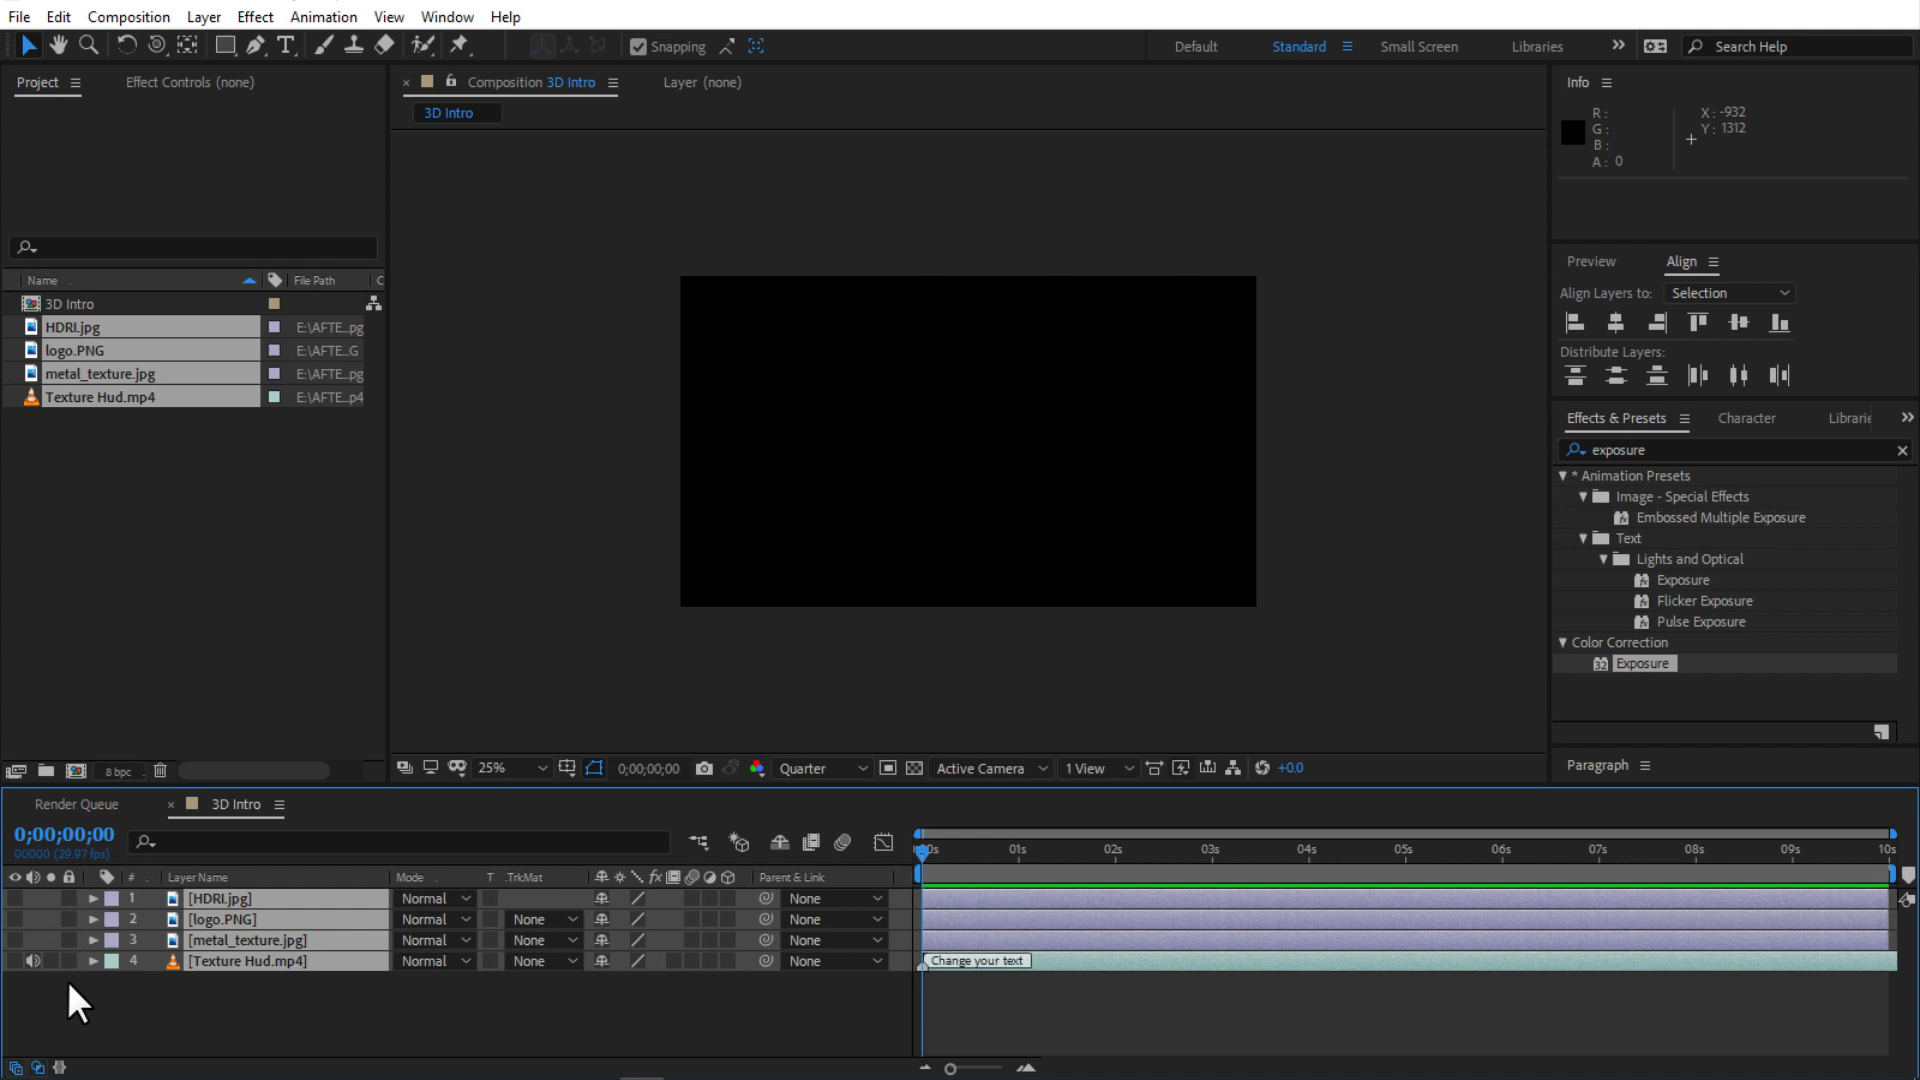 File Edit Composition Layer Effect Animation View Window Help
Snapping
Default Standard Small Screen Libraries
Search Help
Project
Effect Controls (none)
Composition 3D Intro
Layer (none)
3D Intro
Info
R :
G :
B :
A : 0
X : -932
Y : 1312
Preview
Align
Align Layers to: Selection
Distribute Layers:
Name
File Path
3D Intro
HDRI.jpg E:\AFTE...pg
logo.PNG E:\AFTE...G
metal_texture.jpg E:\AFTE...pg
Texture Hud.mp4 E:\AFTE...p4
Effects & Presets Character
exposure
* Animation Presets
Image - Special Effects
Embossed Multiple Exposure
Text
Lights and Optical
Exposure
Flicker Exposure
Pulse Exposure
Color Correction
Exposure
Paragraph
8 bpc
25%
0;00;00;00
Quarter
Active Camera
1 View
+0.0
Render Queue
3D Intro
0;00;00;00
00000 (29.97 fps)
01s 02s 03s 04s 05s 06s 07s 08s 09s 10s
# Layer Name Mode T .TrkMat Parent & Link
1 [HDRI.jpg] Normal None
2 [logo.PNG] Normal None None
3 [metal_texture.jpg] Normal None None
4 [Texture Hud.mp4] Normal None None
Change your text